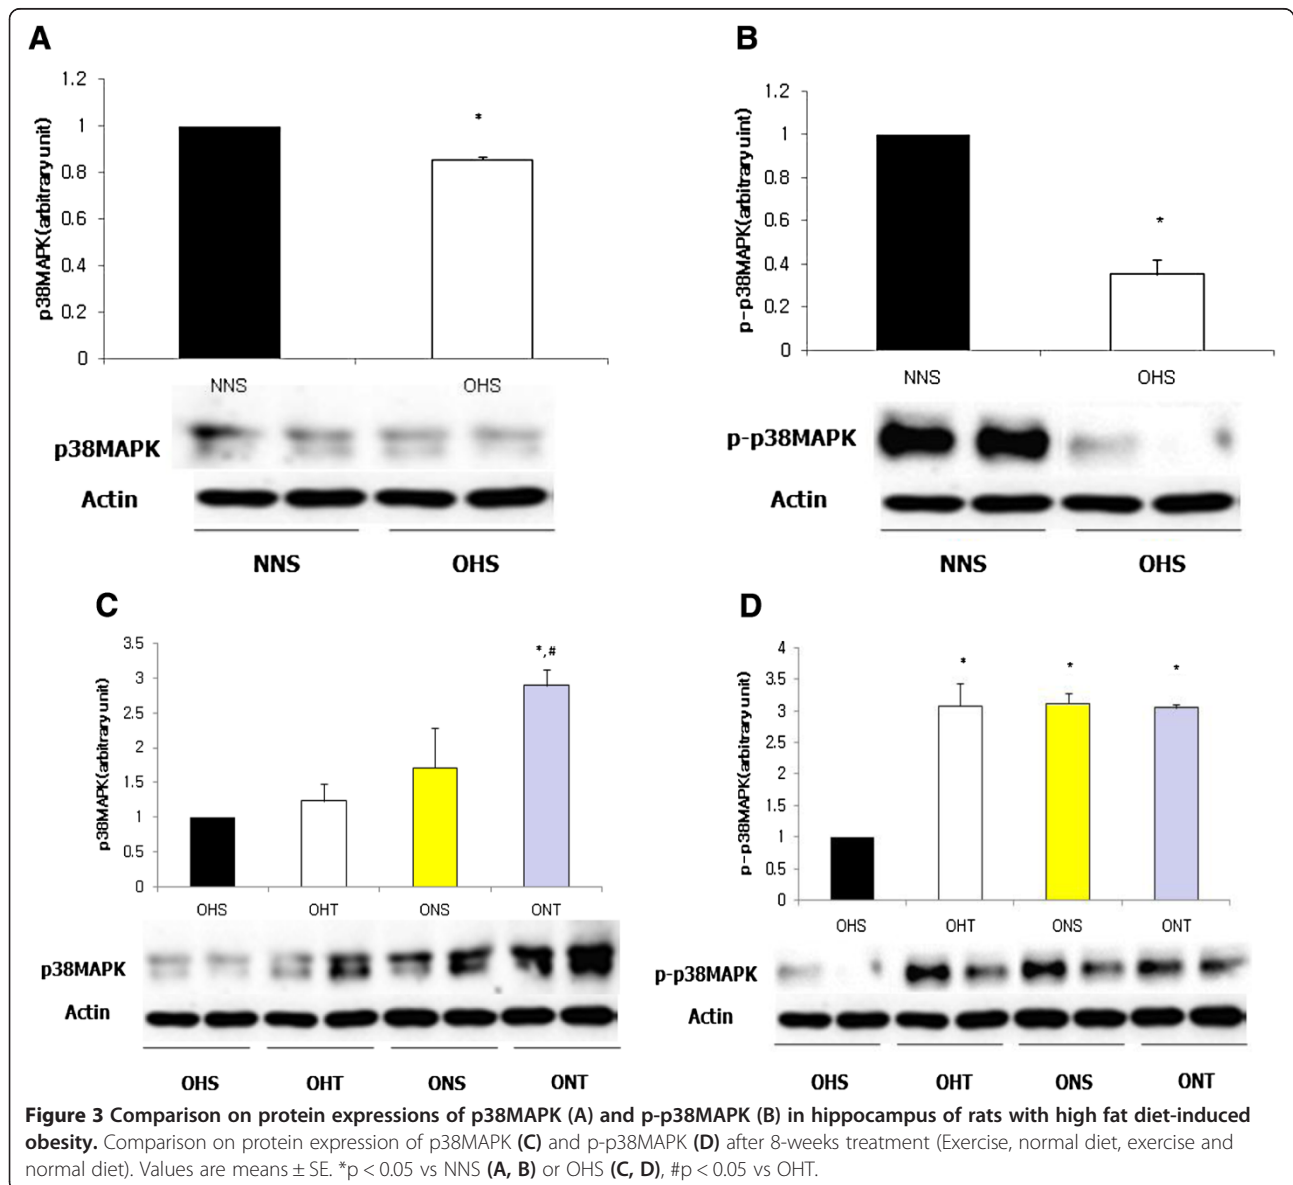 A
p38MAPK(arbitrary unit)
1.2
1
0.8
0.6
0.4
0.2
0
*
NNS OHS
p38MAPK
Actin
NNS OHS
B
p-p38MAPK(arbitrary uint)
1.2
1
0.8
0.6
0.4
0.2
0
*
NNS OHS
p-p38MAPK
Actin
NNS OHS
C
p38MAPK(arbitrary unit)
3.5
3
2.5
2
1.5
1
0.5
0
*,#
OHS OHT ONS ONT
p38MAPK
Actin
OHS OHT ONS ONT
D
p-p38MAPK(arbitrary unit)
4
3.5
3
2.5
2
1.5
1
0.5
0
* * *
OHS OHT ONS ONT
p-p38MAPK
Actin
OHS OHT ONS ONT
Figure 3 Comparison on protein expressions of p38MAPK (A) and p-p38MAPK (B) in hippocampus of rats with high fat diet-induced
obesity. Comparison on protein expression of p38MAPK (C) and p-p38MAPK (D) after 8-weeks treatment (Exercise, normal diet, exercise and
normal diet). Values are means ± SE. *p < 0.05 vs NNS (A, B) or OHS (C, D), #p < 0.05 vs OHT.